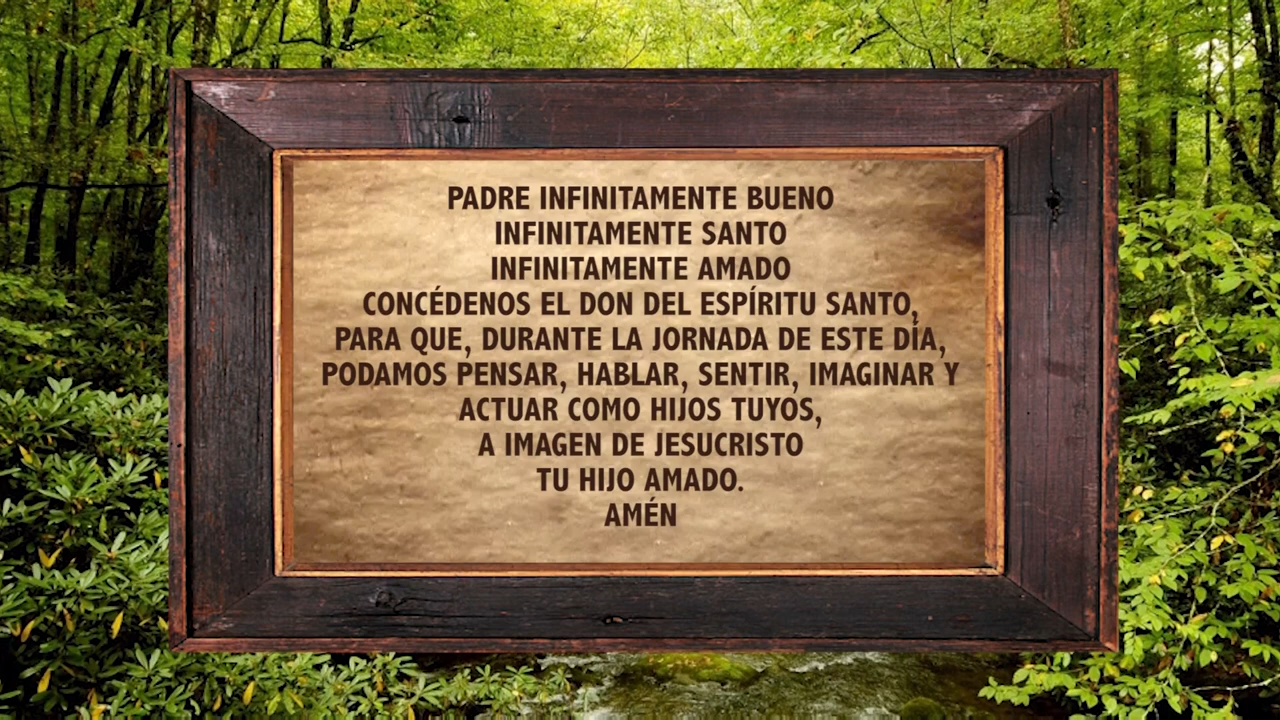 PADRE INFINITAMENTE BUENO
INFINITAMENTE SANTO
INFINITAMENTE AMADO
CONCÉDENOS EL DON DEL ESPÍRITU SANTO,
PARA QUE, DURANTE LA JORNADA DE ESTE DÍA,
PODAMOS PENSAR, HABLAR, SENTIR, IMAGINAR Y
ACTUAR COMO HIJOS TUYOS,
A IMAGEN DE JESUCRISTO
TU HIJO AMADO.
AMÉN